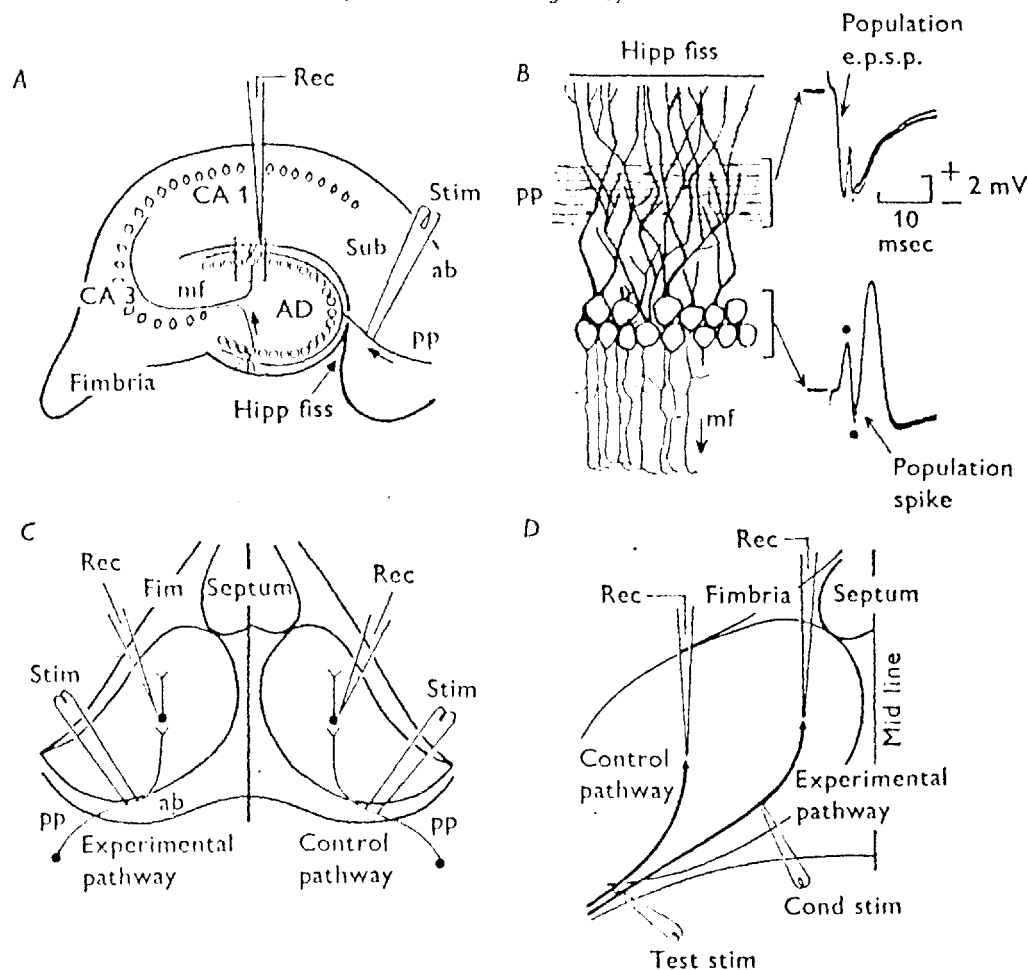 A
Rec
CA 1
Stim
Sub
ab
CA 3
mf
AD
pp
Fimbria
Hipp fiss
B
Hipp fiss
Population
e.p.s.p.
pp
+
–
2 mV
10
msec
mf
Population
spike
C
Rec
Fim
Septum
Rec
Stim
Stim
pp
ab
pp
Experimental
pathway
Control
pathway
D
Rec
Rec
Fimbria
Septum
Mid line
Control
pathway
Experimental
pathway
Cond stim
Test stim